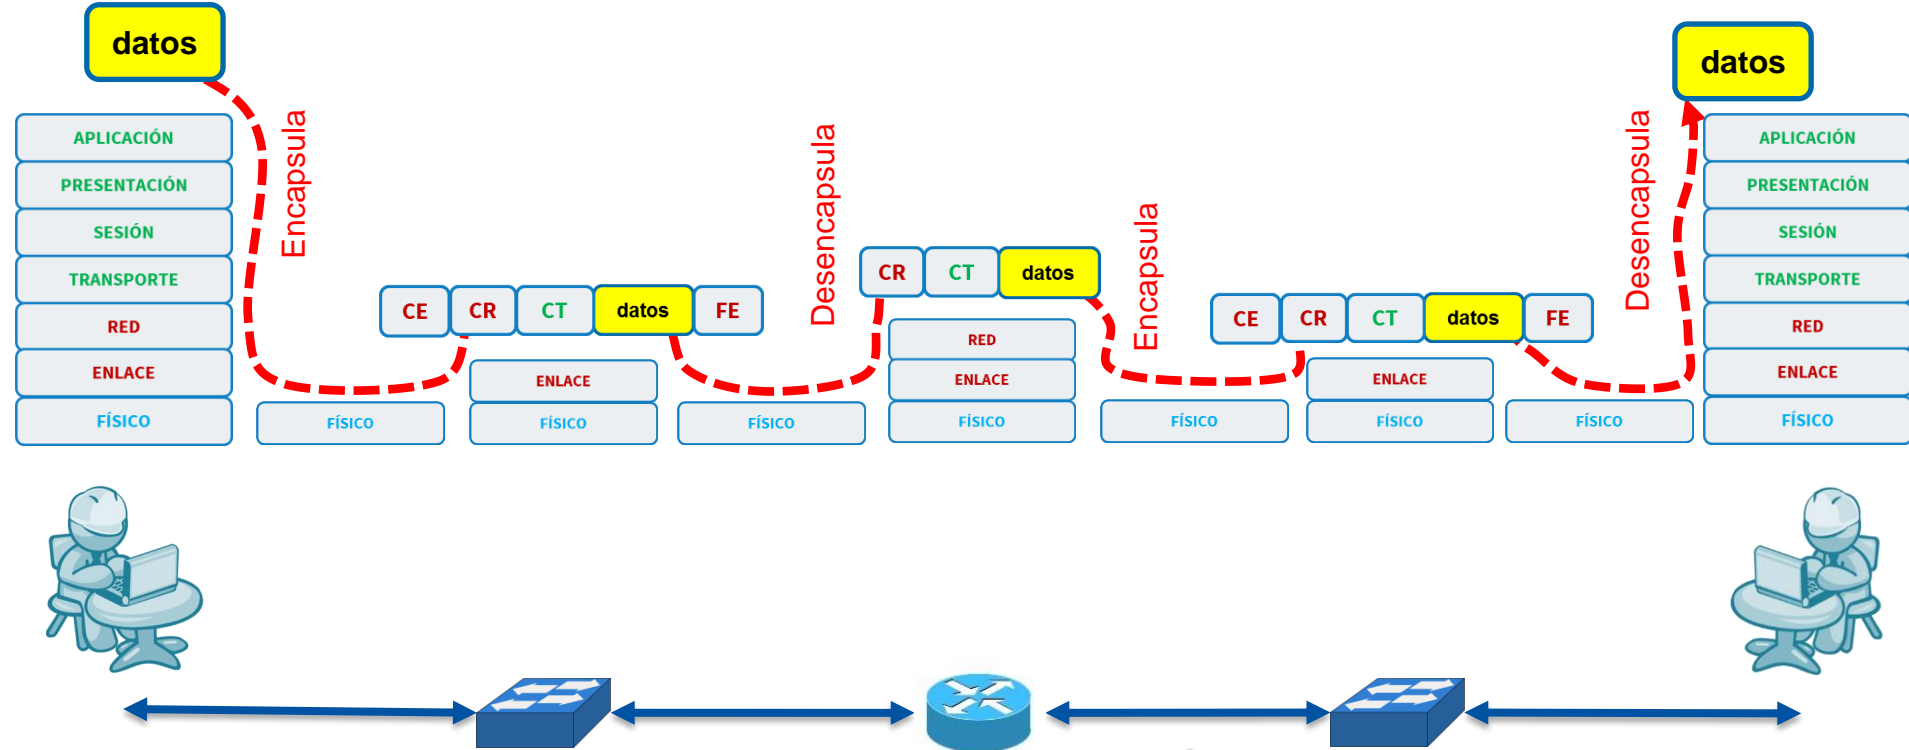 datos
datos
APLICACIÓN
PRESENTACIÓN
SESIÓN
TRANSPORTE
RED
ENLACE
FÍSICO
Encapsula
FÍSICO
CE CR CT datos FE
ENLACE
FÍSICO
FÍSICO
Desencapsula
CR CT datos
RED
ENLACE
FÍSICO
Encapsula
FÍSICO
CE CR CT datos FE
ENLACE
FÍSICO
FÍSICO
Desencapsula
APLICACIÓN
PRESENTACIÓN
SESIÓN
TRANSPORTE
RED
ENLACE
FÍSICO